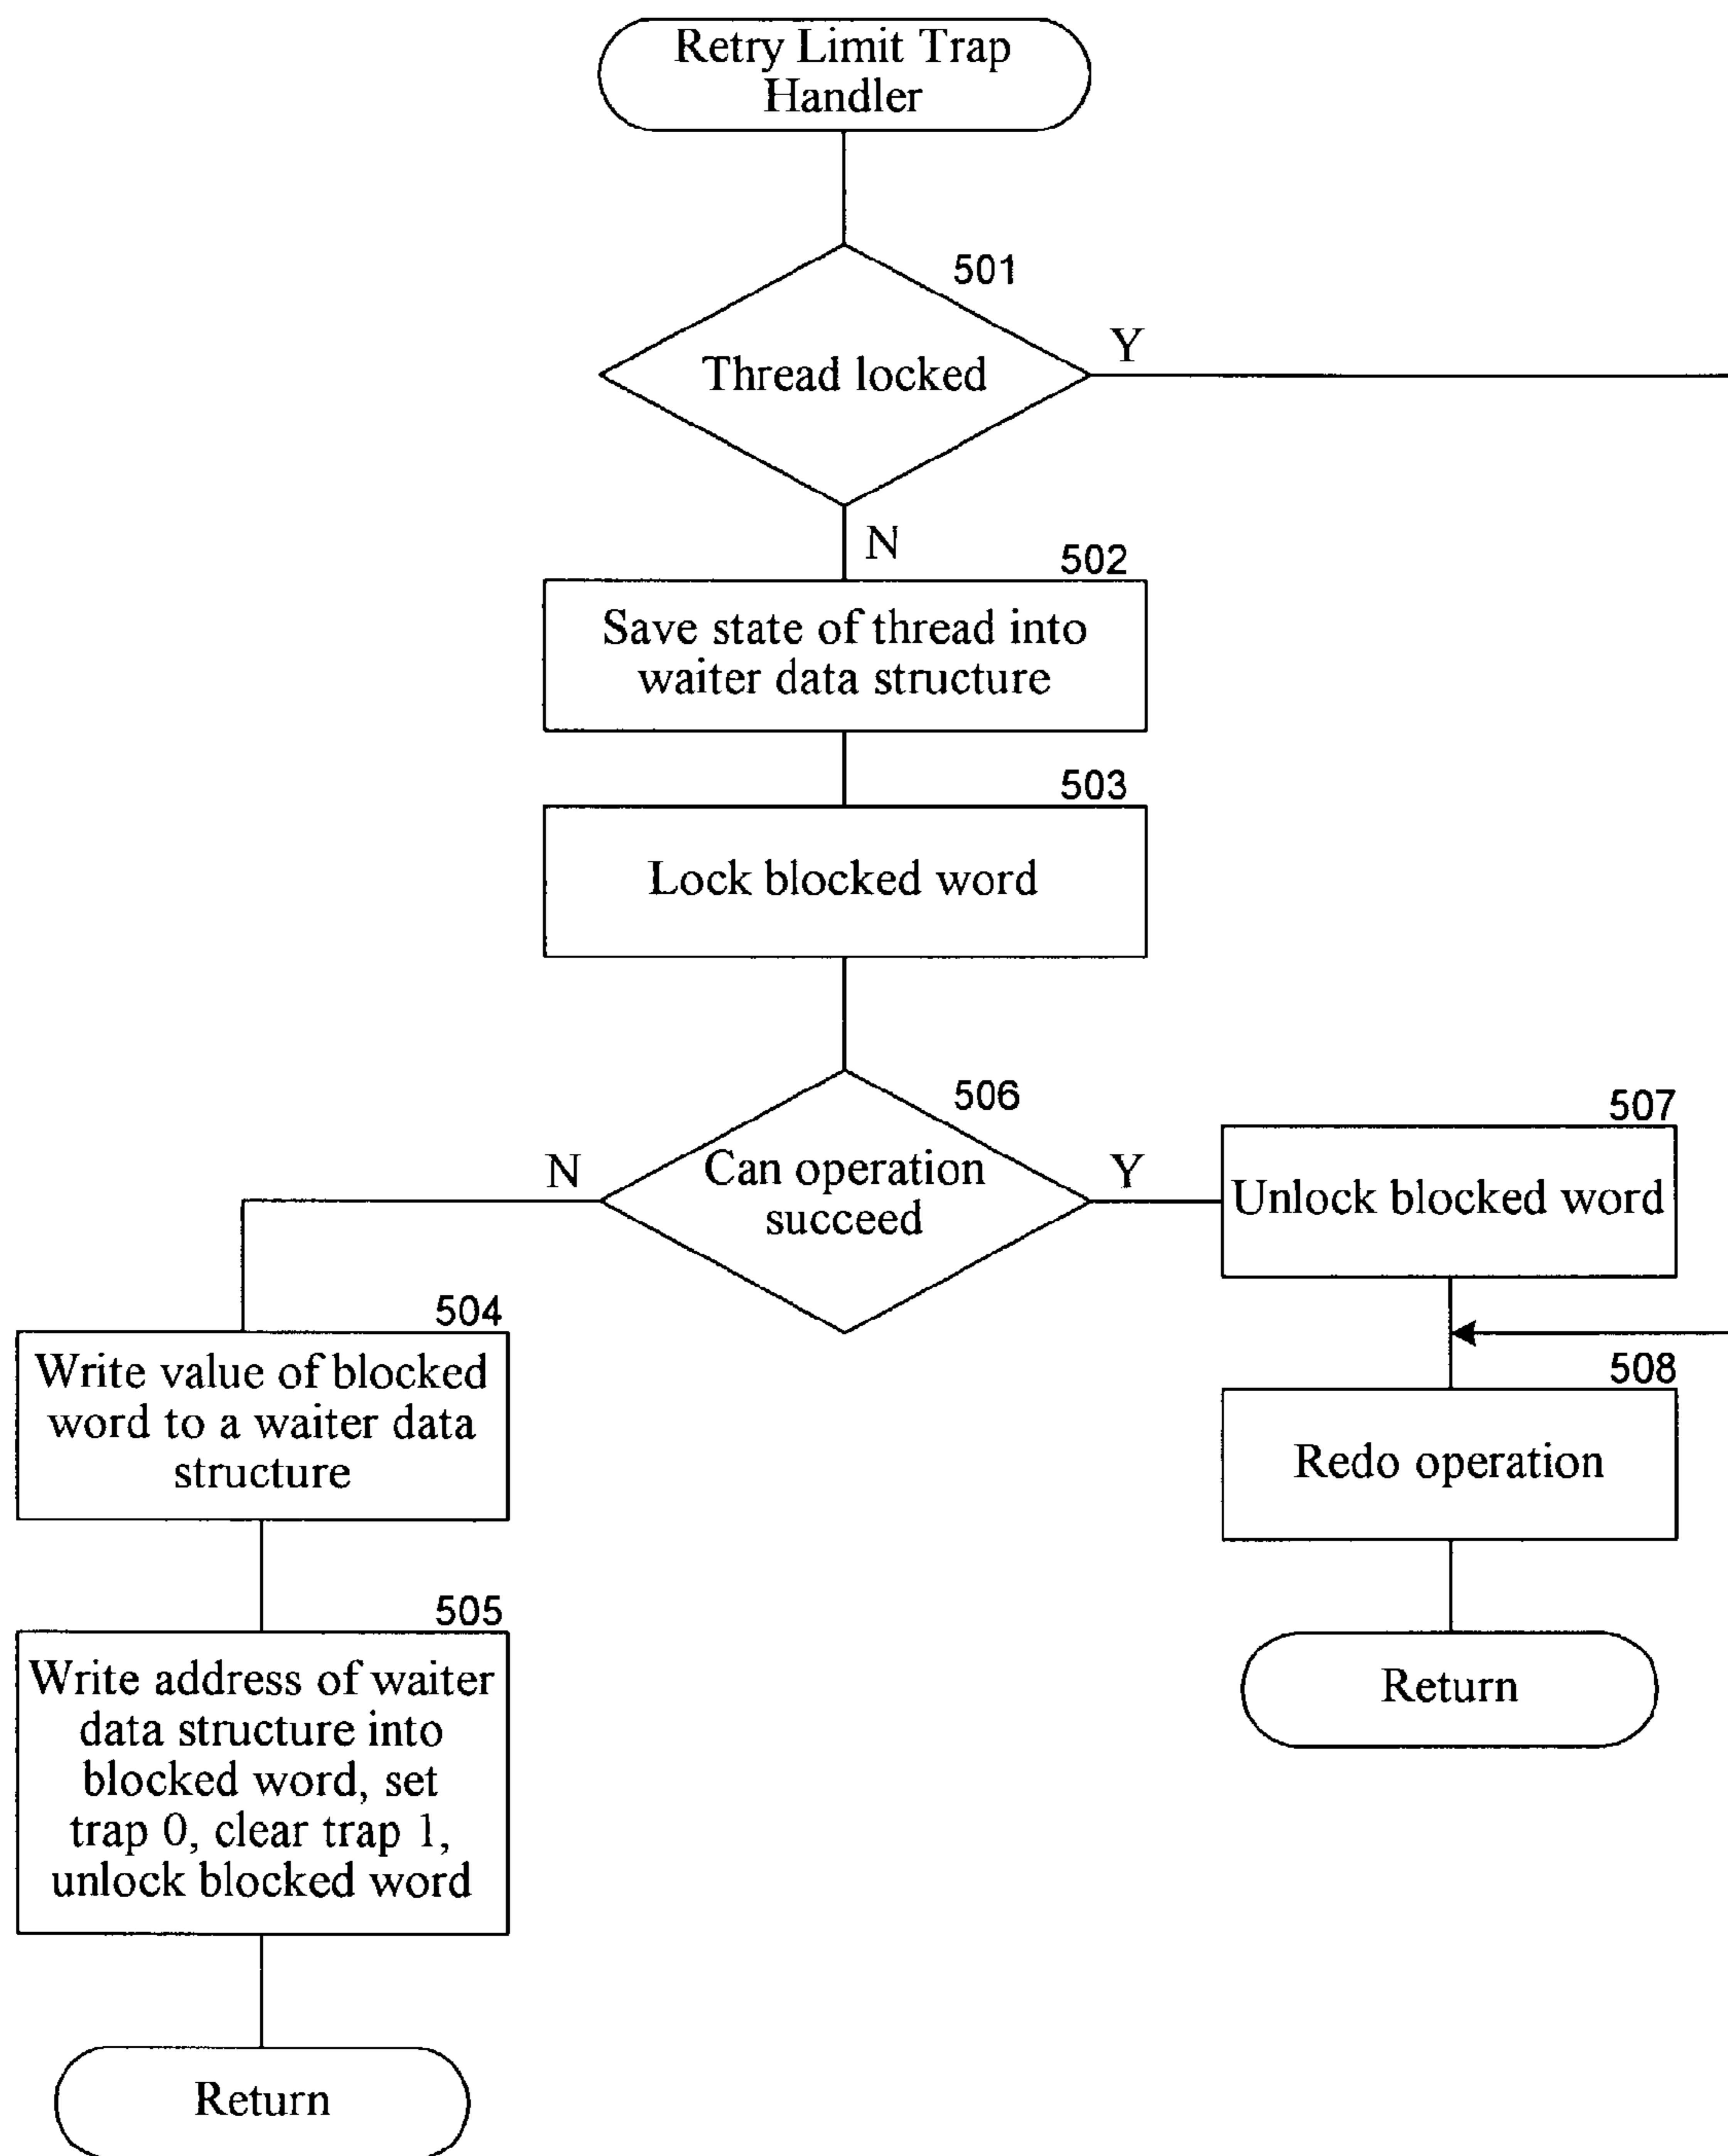 Retry Limit Trap
Handler
501
Thread locked
Y
N
502
Save state of thread into
waiter data structure
503
Lock blocked word
506
Can operation
succeed
N
Y
507
Unlock blocked word
504
Write value of blocked
word to a waiter data
structure
508
Redo operation
505
Write address of waiter
data structure into
blocked word, set
trap 0, clear trap 1,
unlock blocked word
Return
Return